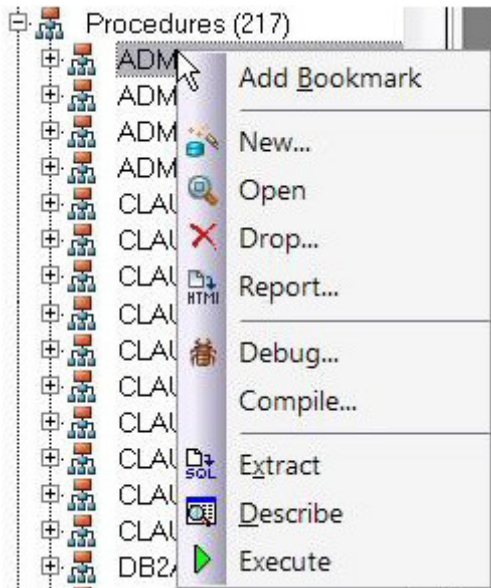 Procedures (217)
ADM
Add Bookmark
ADM
ADM
New...
ADM
Open
CLAU
CLAU
Drop...
CLAU
HTML
Report...
CLAU
CLAU
Debug...
CLAU
Compile...
CLAU
CLAU
SQL
Extract
CLAU
Describe
CLAU
DB2
Execute